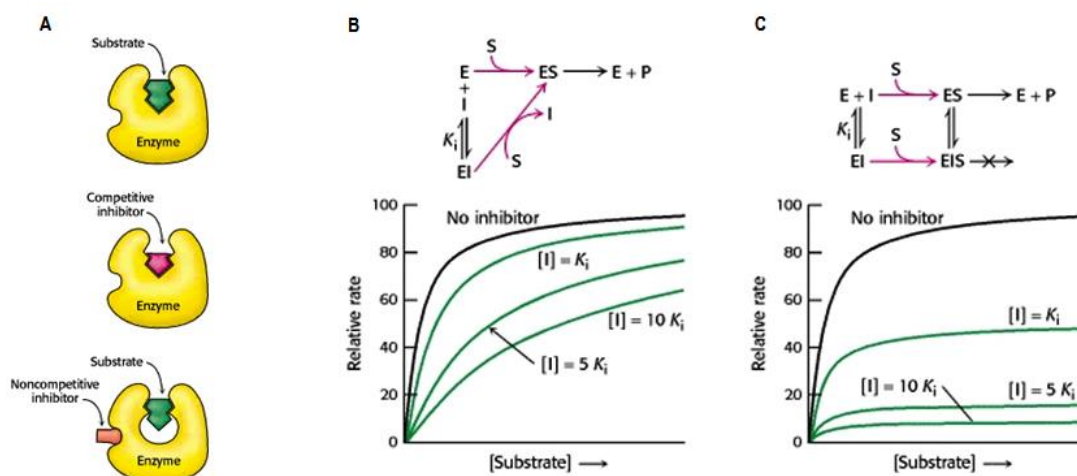 A
Substrate
Enzyme
Competitive
inhibitor
Enzyme
Substrate
Noncompetitive
inhibitor
Enzyme
B
S
E → ES → E + P
+
I
I
Ki
S
EI
100
80
60
40
20
0
Relative rate
No inhibitor
[I] = Ki
[I] = 10 Ki
[I] = 5 Ki
[Substrate] →
C
S
E + I → ES → E + P
Ki
S
EI → EIS
100
80
60
40
20
0
Relative rate
No inhibitor
[I] = Ki
[I] = 10 Ki
[I] = 5 Ki
[Substrate] →